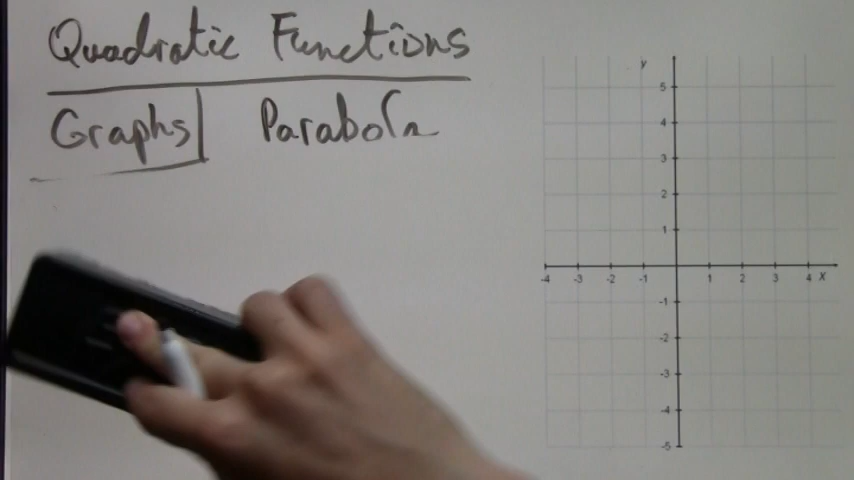 Quadratic Functions
Graphs Parabola
y
5
4
3
2
1
-4 -3 -2 -1 1 2 3 4 x
-1
-2
-3
-4
-5